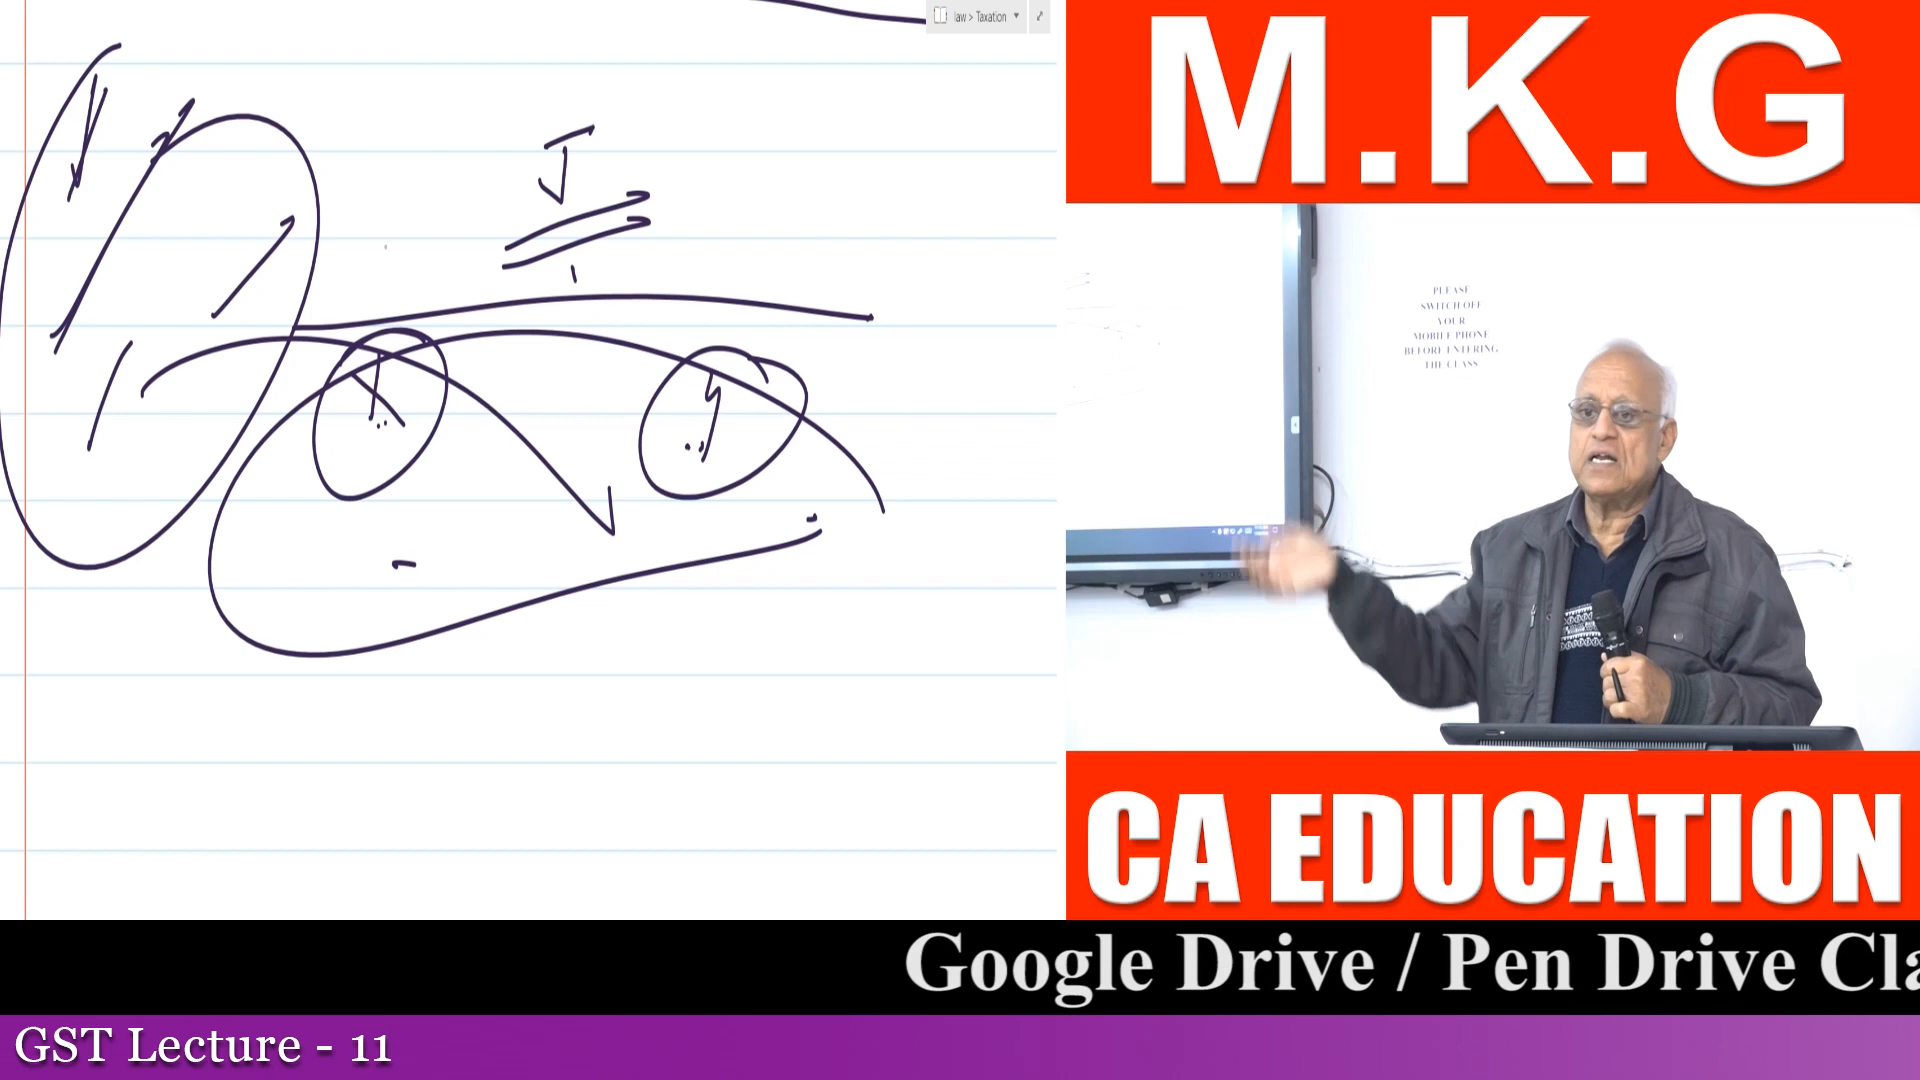 law > Taxation
M.K.G
PLEASE
SWITCH OFF
YOUR
MOBILE PHONE
BEFORE ENTERING
THE CLASS
CA EDUCATION
Google Drive / Pen Drive Cla
GST Lecture - 11